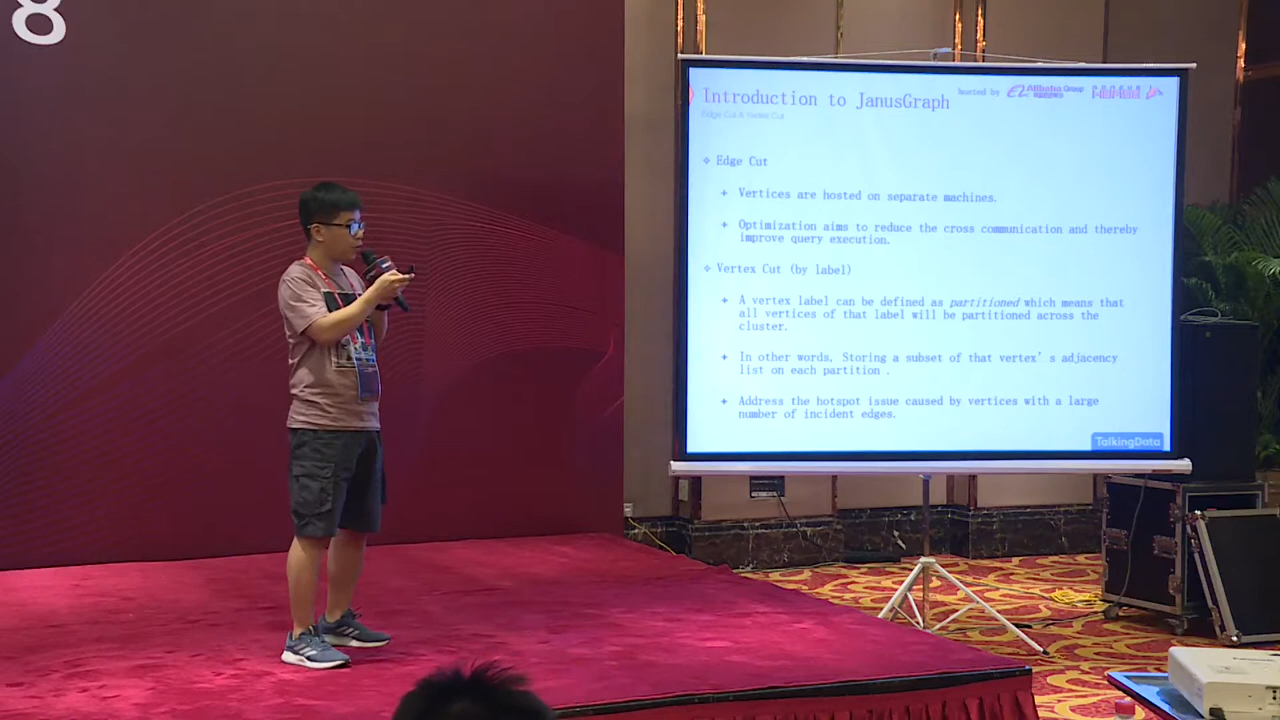 8
Introduction to JanusGraph
hosted by
Alibaba Group
Edge Cut & Vertex Cut
❖ Edge Cut
+ Vertices are hosted on separate machines.
+ Optimization aims to reduce the cross communication and thereby
improve query execution.
❖ Vertex Cut (by label)
+ A vertex label can be defined as partitioned which means that
all vertices of that label will be partitioned across the
cluster.
+ In other words, Storing a subset of that vertex's adjacency
list on each partition .
+ Address the hotspot issue caused by vertices with a large
number of incident edges.
TalkingData